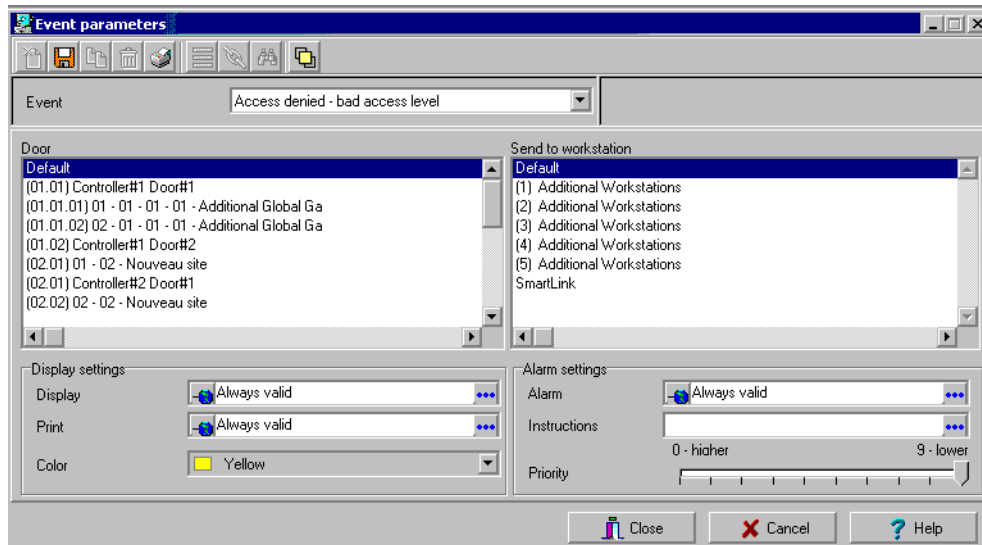 Event parameters
Event
Access denied - bad access level
Door
Default
(01.01) Controller#1 Door#1
(01.01.01) 01 - 01 - 01 - 01 - Additional Global Ga
(01.01.02) 02 - 01 - 01 - 01 - Additional Global Ga
(01.02) Controller#1 Door#2
(02.01) 01 - 02 - Nouveau site
(02.01) Controller#2 Door#1
(02.02) 02 - 02 - Nouveau site
Send to workstation
Default
(1) Additional Workstations
(2) Additional Workstations
(3) Additional Workstations
(4) Additional Workstations
(5) Additional Workstations
SmartLink
Display settings
Display
Always valid
Print
Always valid
Color
Yellow
Alarm settings
Alarm
Always valid
Instructions
0 - higher
9 - lower
Priority
Close
Cancel
Help